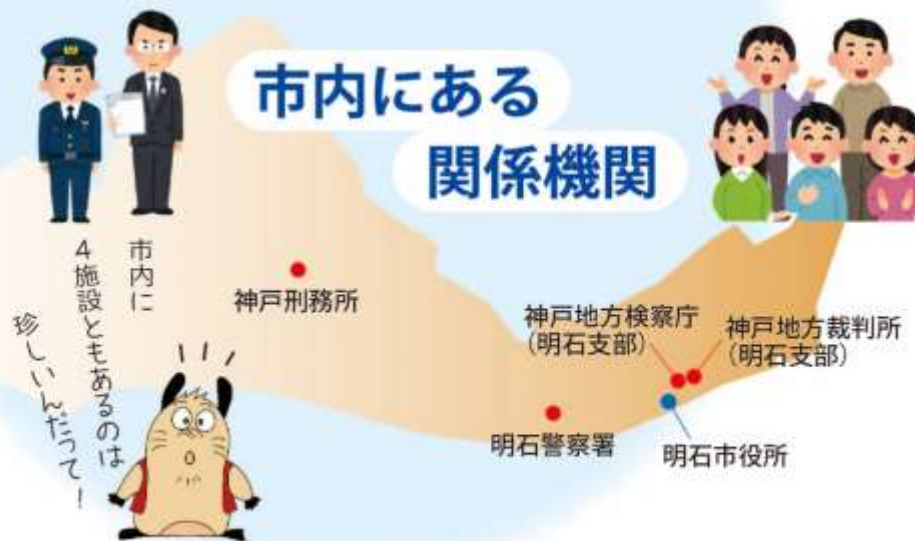 市内にある
関係機関
市内に
4施設ともあるのは
珍しいんだって！
神戸刑務所
神戸地方検察庁
（明石支部）
神戸地方裁判所
（明石支部）
明石警察署
明石市役所